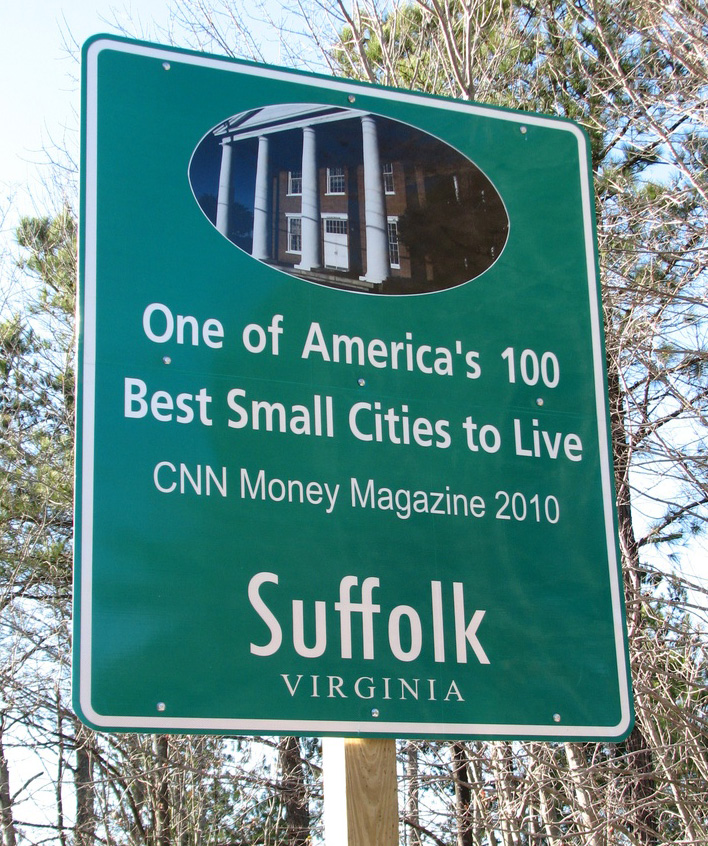 One of America's 100
Best Small Cities to Live
CNN Money Magazine 2010
Suffolk
VIRGINIA